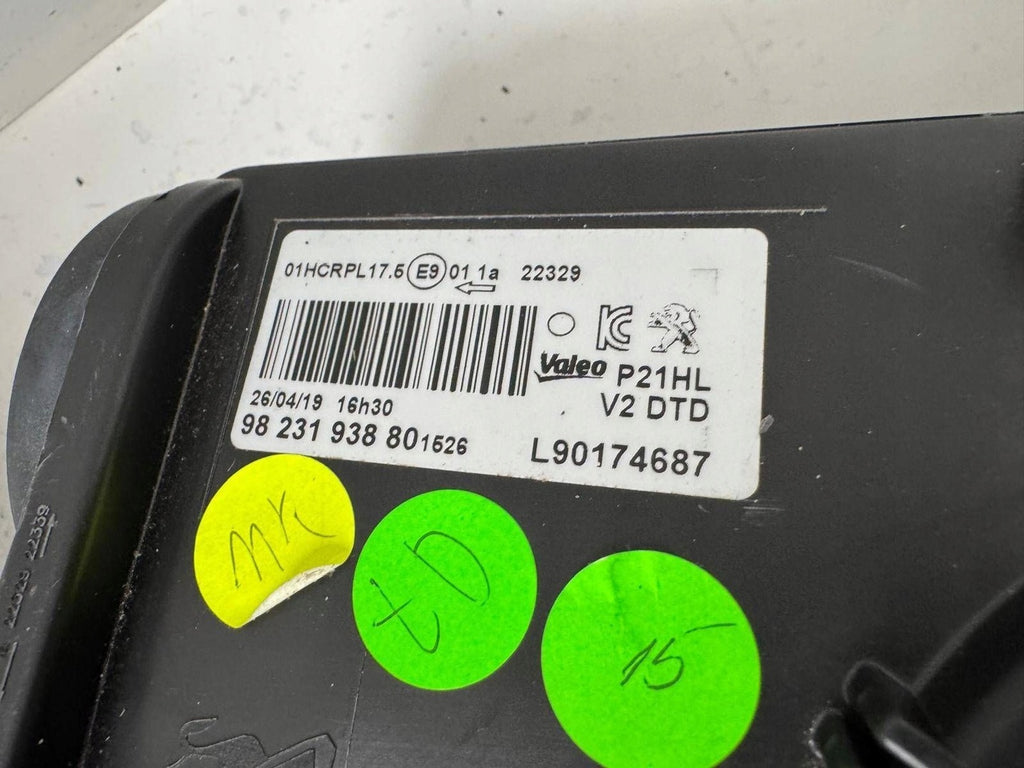 01HCRPL17.5 E9 01 1a 22329
Valeo P21HL
V2 DTD
26/04/19 16h30
98 231 938 80 1526 L90174687
MK
tD
15